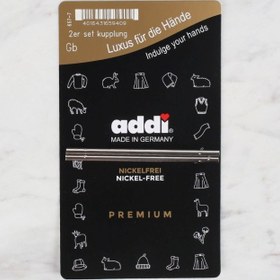 2er set kupplung
Gb
Luxus für die Hände
Indulge your hands
addi
MADE IN GERMANY
NICKELFREI
NICKEL-FREE
PREMIUM